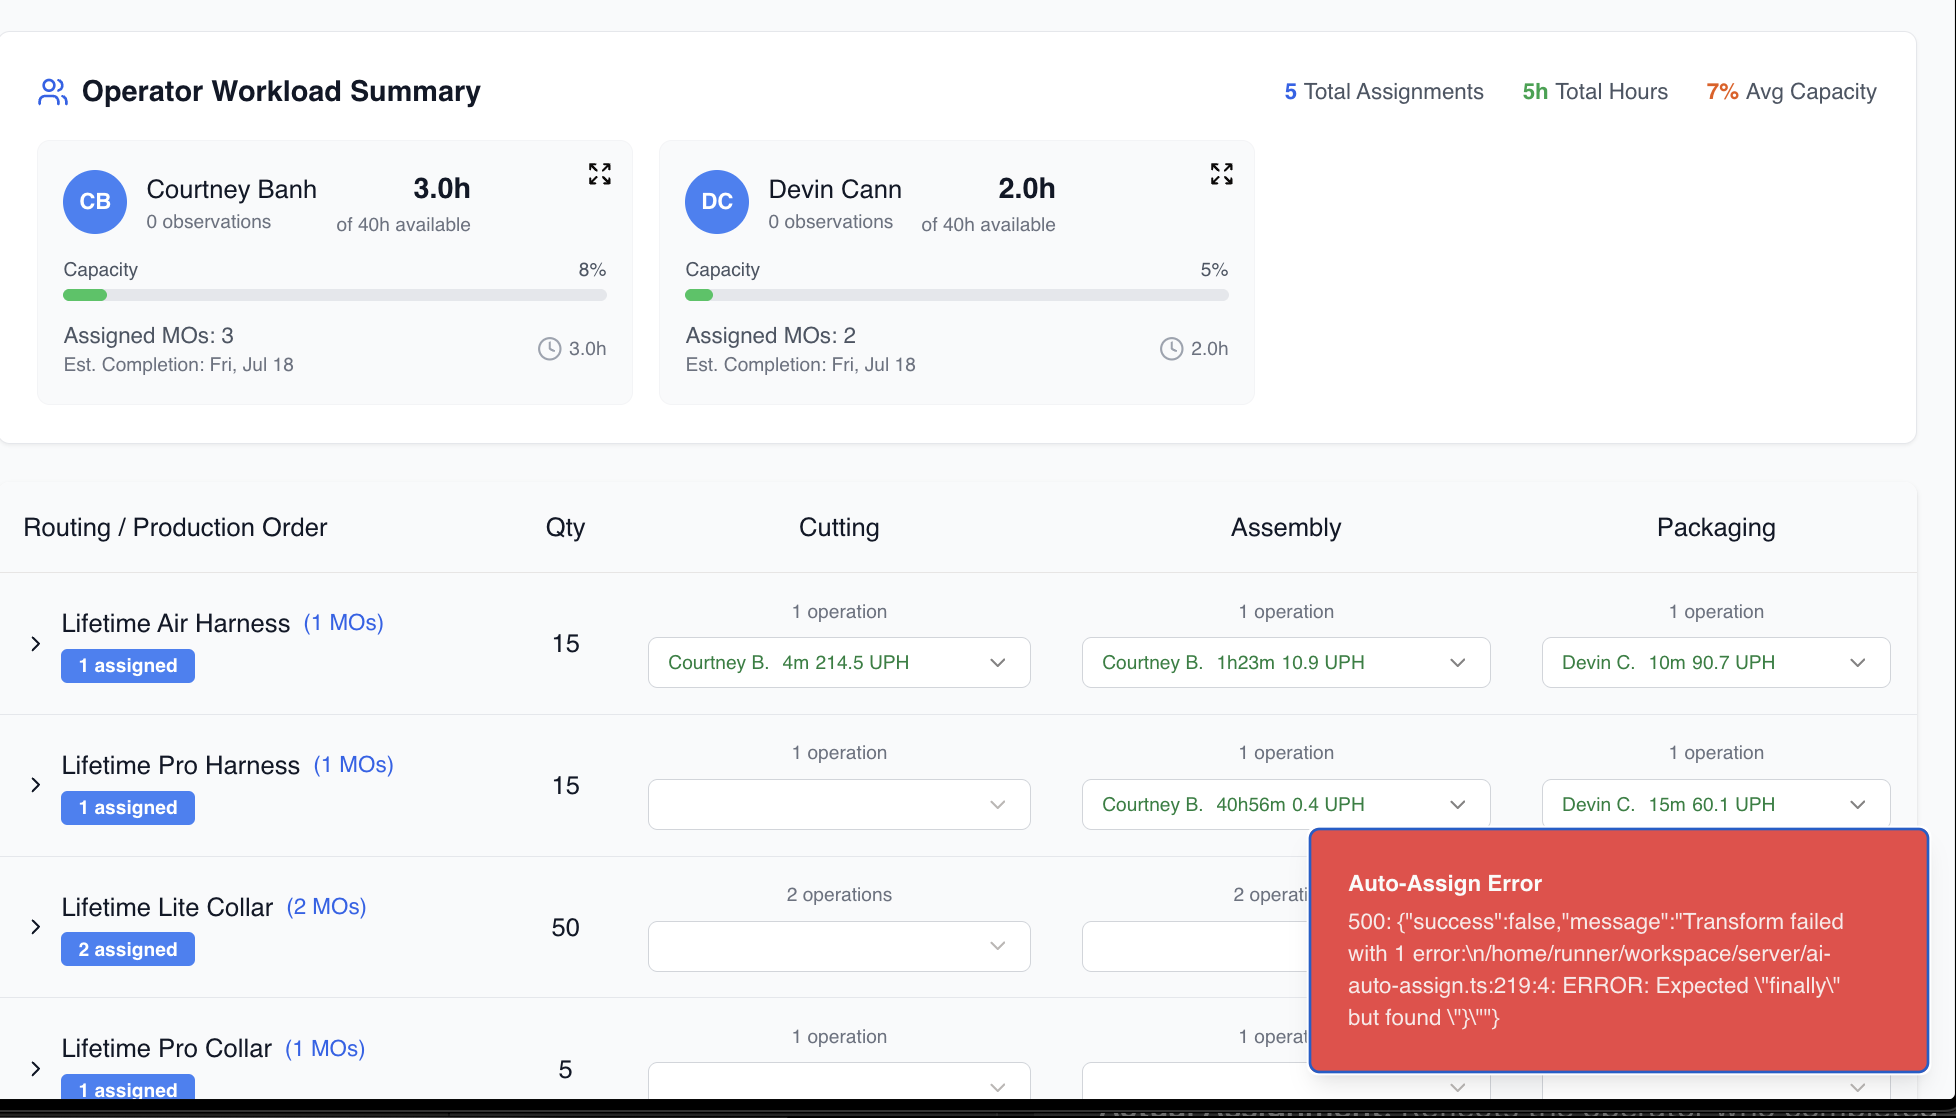 Operator Workload Summary
5 Total Assignments 5h Total Hours 7% Avg Capacity
CB Courtney Banh 3.0h
0 observations of 40h available
Capacity 8%
Assigned MOs: 3
Est. Completion: Fri, Jul 18
3.0h
DC Devin Cann 2.0h
0 observations of 40h available
Capacity 5%
Assigned MOs: 2
Est. Completion: Fri, Jul 18
2.0h
Routing / Production Order Qty Cutting Assembly Packaging
1 operation 1 operation 1 operation
Lifetime Air Harness (1 MOs)
1 assigned
15
Courtney B. 4m 214.5 UPH Courtney B. 1h23m 10.9 UPH Devin C. 10m 90.7 UPH
1 operation 1 operation 1 operation
Lifetime Pro Harness (1 MOs)
1 assigned
15
Courtney B. 40h56m 0.4 UPH Devin C. 15m 60.1 UPH
2 operations 2 operati
Lifetime Lite Collar (2 MOs)
2 assigned
50
1 operation 1 operat
Lifetime Pro Collar (1 MOs)
1 assigned
5
Auto-Assign Error
500: {"success":false,"message":"Transform failed
with 1 error:\n/home/runner/workspace/server/ai-
auto-assign.ts:219:4: ERROR: Expected \"finally\"
but found \"}\""}